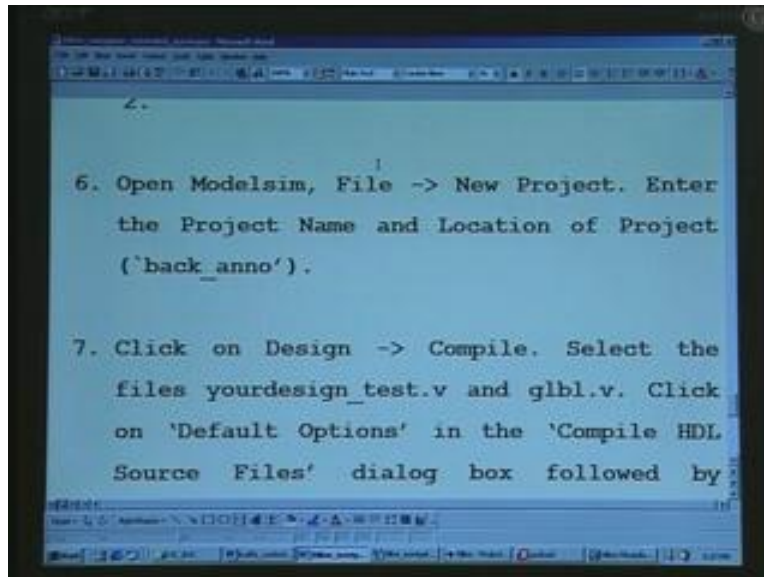 2.
6. Open Modelsim, File -> New Project. Enter
the Project Name and Location of Project
(`back_anno').
7. Click on Design -> Compile. Select the
files yourdesign_test.v and glbl.v. Click
on 'Default Options' in the 'Compile HDL
Source Files' dialog box followed by